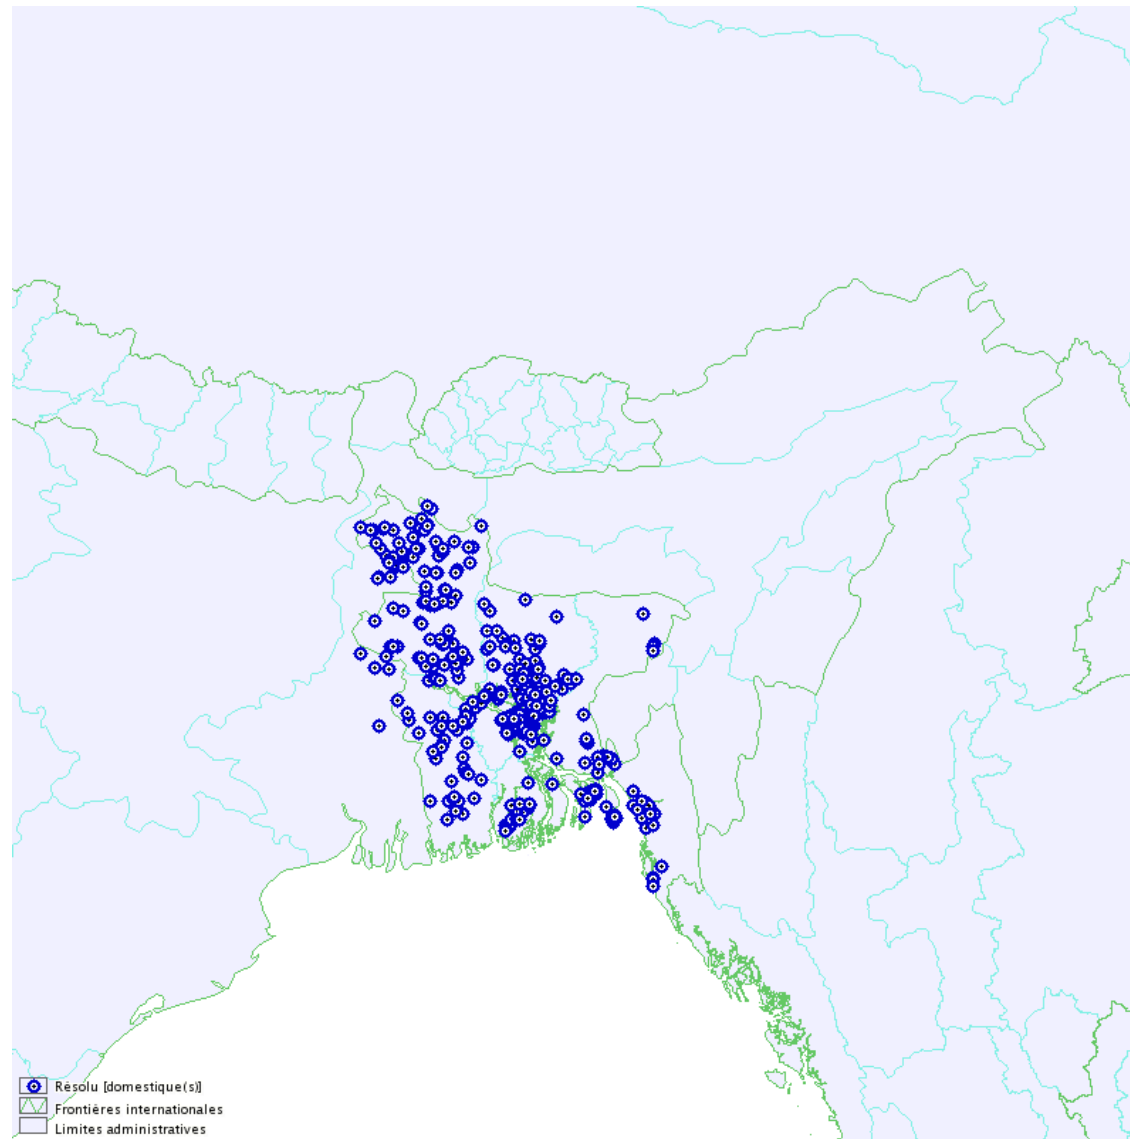 Résolu [domestique(s)]
Frontières internationales
Limites administratives